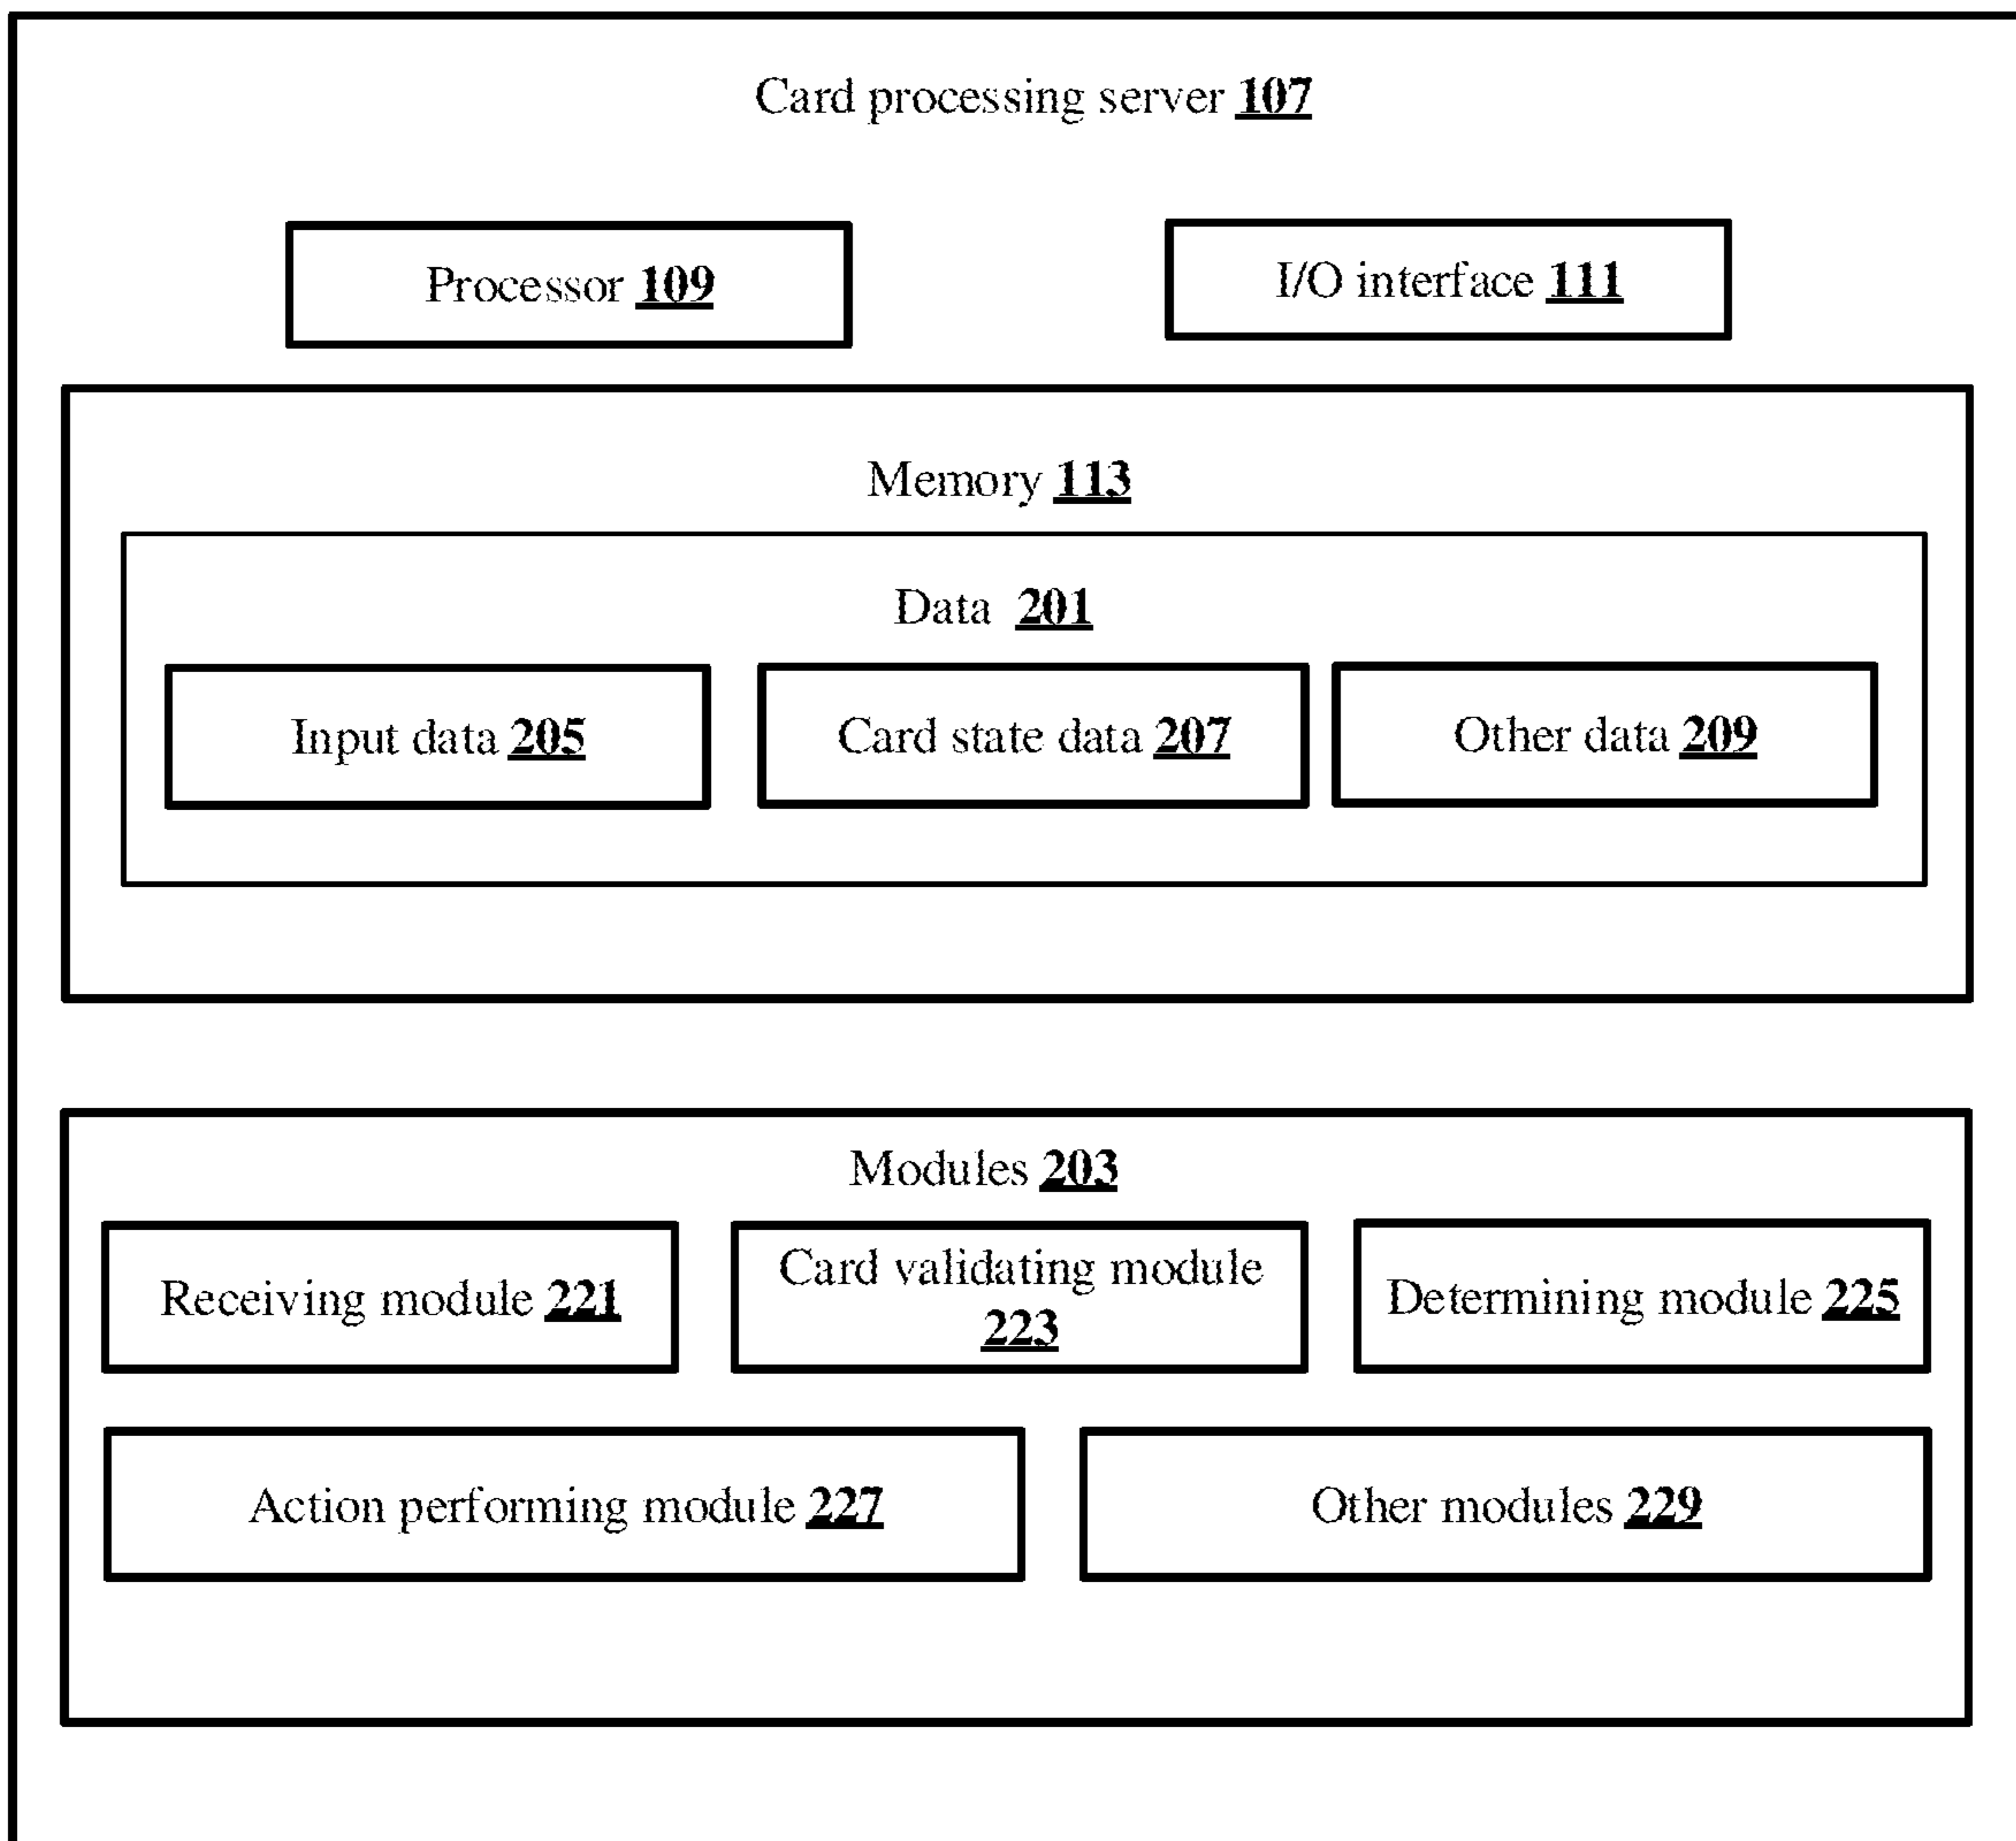 Card processing server 107
Processor 109
I/O interface 111
Memory 113
Data 201
Input data 205
Card state data 207
Other data 209
Modules 203
Receiving module 221
Card validating module
223
Determining module 225
Action performing module 227
Other modules 229